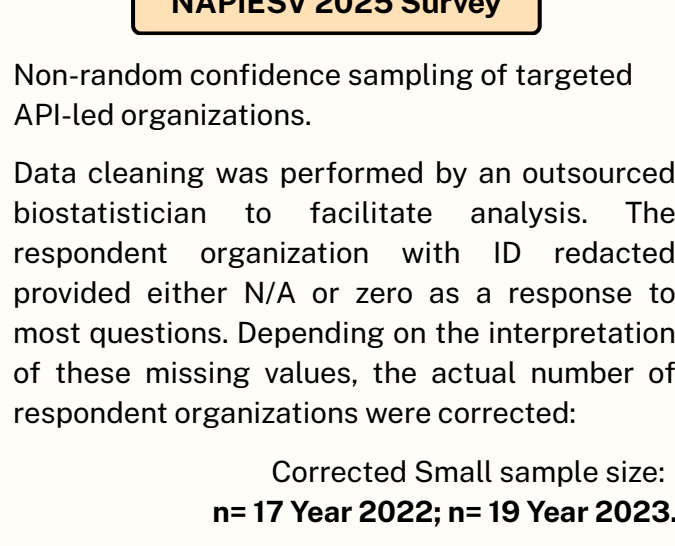 NAPIESV 2025 Survey
Non-random confidence sampling of targeted
API-led organizations.
Data cleaning was performed by an outsourced
biostatistician to facilitate analysis. The
respondent organization with ID redacted
provided either N/A or zero as a response to
most questions. Depending on the interpretation
of these missing values, the actual number of
respondent organizations were corrected:
Corrected Small sample size:
n= 17 Year 2022; n= 19 Year 2023.